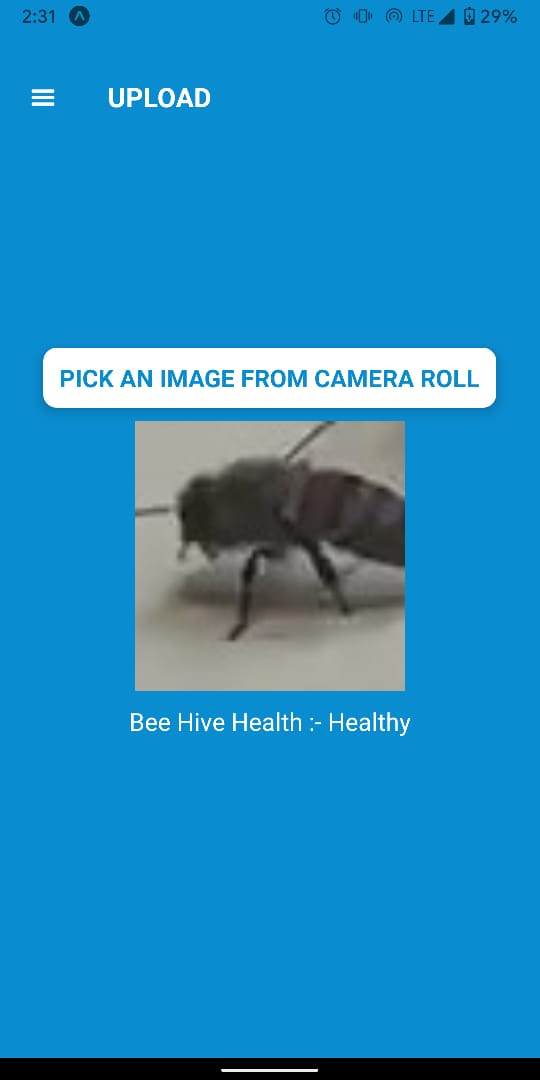 2:31 LTE 29%
UPLOAD
PICK AN IMAGE FROM CAMERA ROLL
Bee Hive Health :- Healthy